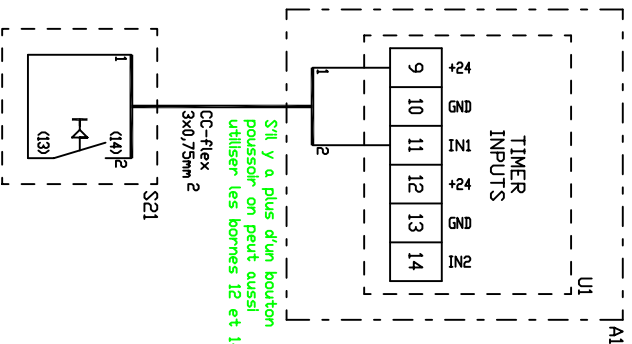 A1
U1
TIMER
INPUTS
9 +24
10 GND
11 IN1
12 +24
13 GND
14 IN2
1
2
S'il y a plus d'un bouton
poussoir on peut aussi
utiliser les bornes 12 et
CC-flex
3x0,75mm 2
S21
1
2
(14)
(13)